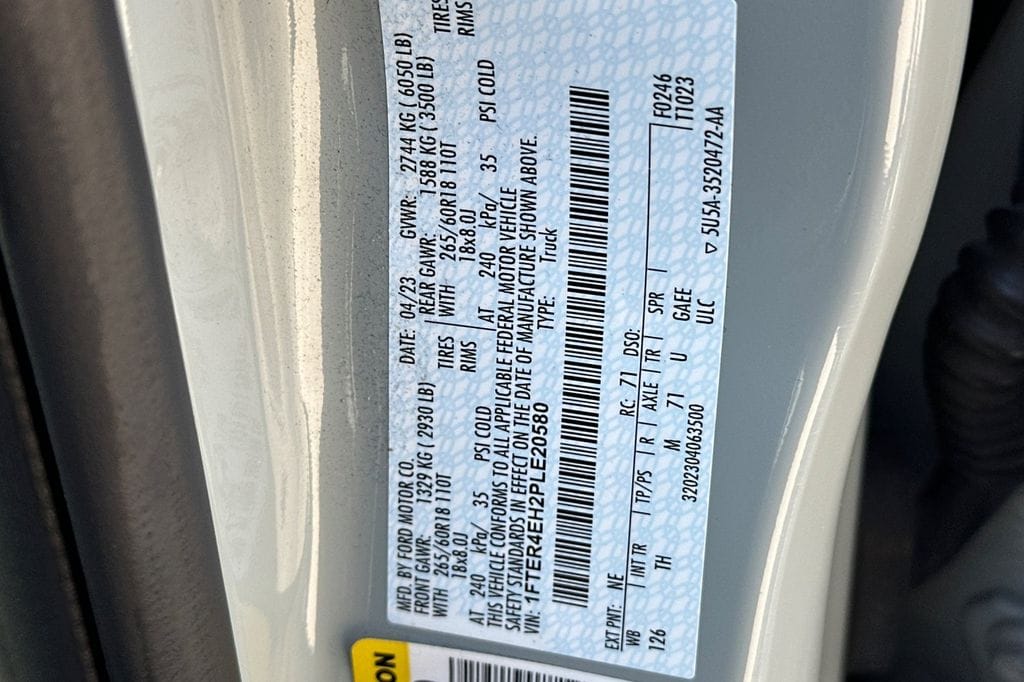 MFD. BY FORD MOTOR CO. DATE: 04/23 GVWR: 2744 KG ( 6050 LB)
FRONT GAWR: 1329 KG ( 2930 LB) REAR GAWR: 1588 KG ( 3500 LB)
WITH 265/60R18 110T TIRES WITH 265/60R18 110T TIRES
18x8.0J RIMS 18x8.0J RIMS
AT 240 kPa/ 35 PSI COLD AT 240 kPa/ 35 PSI COLD
THIS VEHICLE CONFORMS TO ALL APPLICABLE FEDERAL MOTOR VEHICLE
SAFETY STANDARDS IN EFFECT ON THE DATE OF MANUFACTURE SHOWN ABOVE.
VIN: 1FTER4EH2PLE20580 TYPE: Truck
EXT PNT: NE RC: 71 DSO: F0246
WB INT TR TP/PS R AXLE TR SPR T1023
126 TH M 71 U GAEE
320230406350​0 ULC ▽ 5U5A-3520472-AA
ON